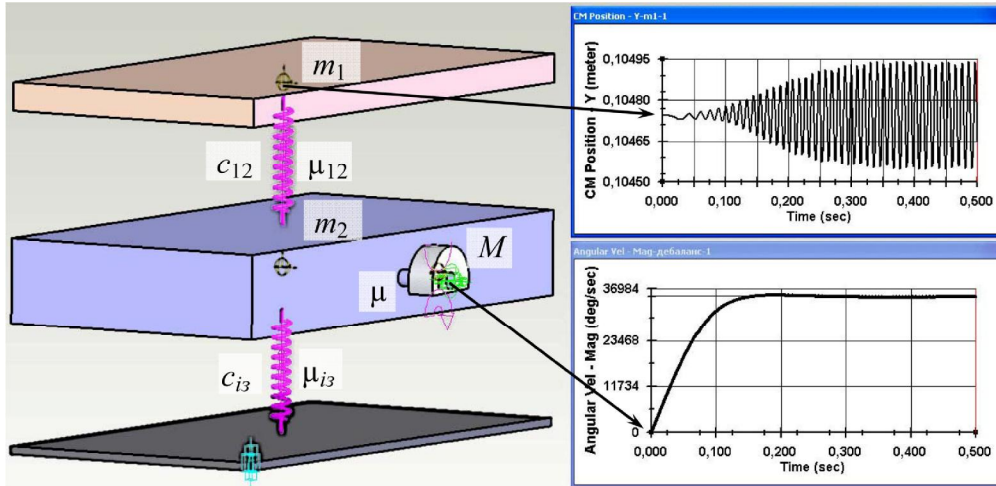 m1
c12 μ12
m2
M
μ
ciз μiз
CM Position - Y-m1-1
CM Position - Y (meter)
0,10495
0,10480
0,10465
0,10450
0,000 0,100 0,200 0,300 0,400 0,500
Time (sec)
Angular Vel - Mag-дебаланс-1
Angular Vel - Mag (deg/sec)
36984
23468
11734
0
0,000 0,100 0,200 0,300 0,400 0,500
Time (sec)